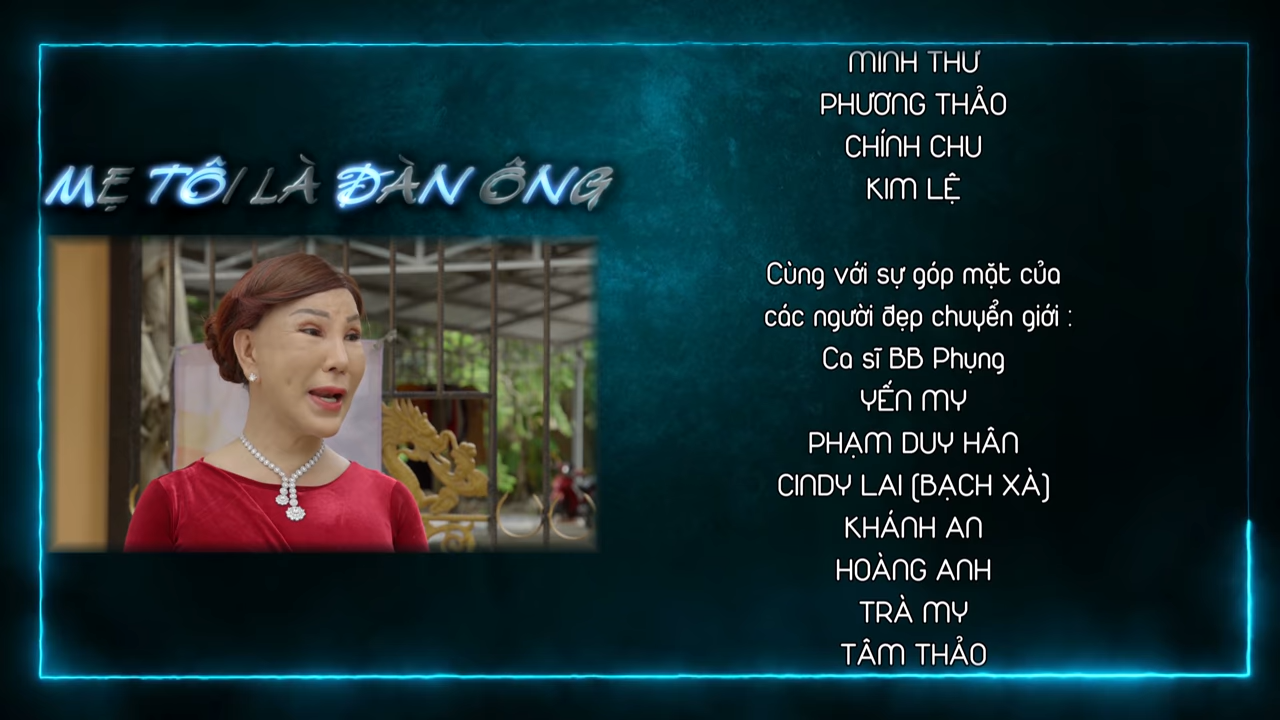 MẸ TÔI LÀ ĐÀN ÔNG
MINH THƯ
PHƯƠNG THẢO
CHÍNH CHU
KIM LỆ
Cùng với sự góp mặt của
các người đẹp chuyển giới :
Ca sĩ BB Phụng
YẾN MY
PHẠM DUY HÂN
CINDY LAI (BẠCH XÀ)
KHÁNH AN
HOÀNG ANH
TRÀ MY
TÂM THẢO